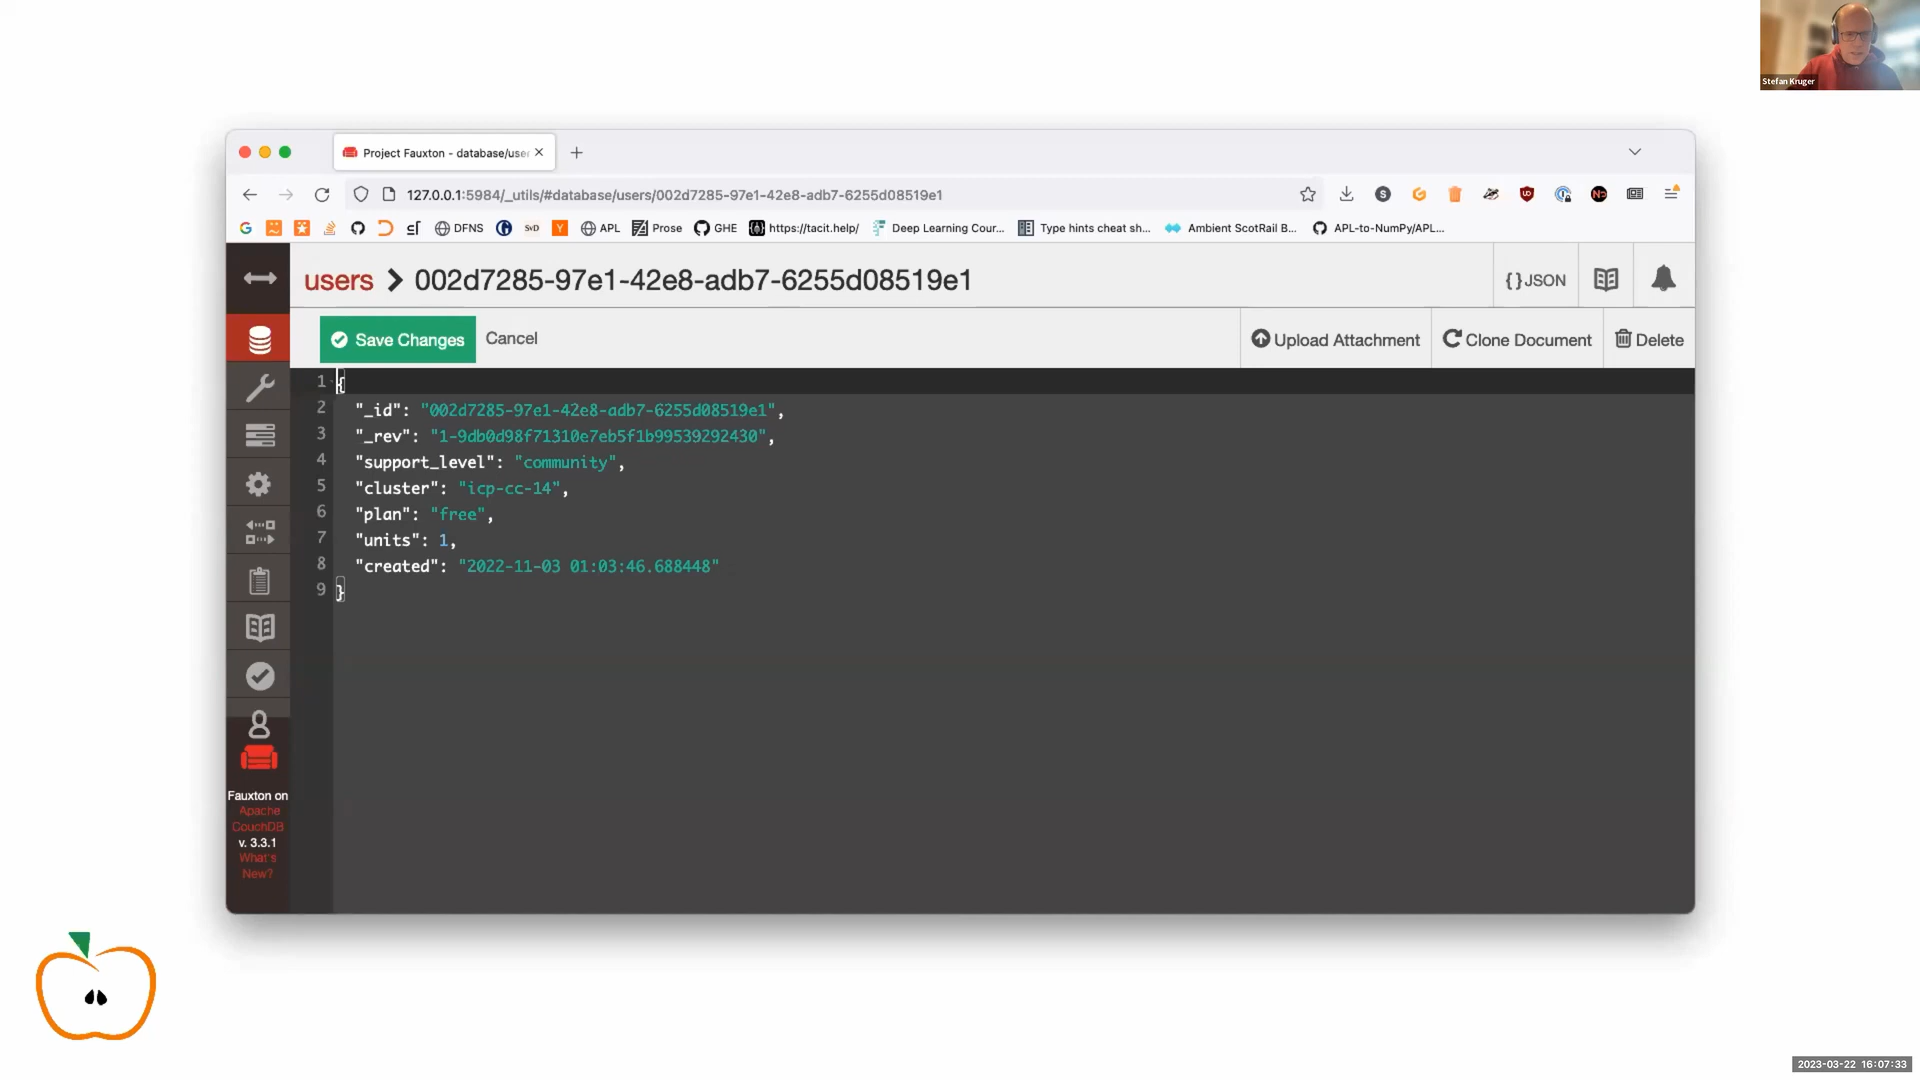 Stefan Kruger
Project Fauxton - database/user
127.0.0.1:5984/_utils/#database/users/002d7285-97e1-42e8-adb7-6255d08519e1
DFNS SvD Y APL Prose GHE https://tacit.help/ Deep Learning Cour... Type hints cheat sh... Ambient ScotRail B... APL-to-NumPy/APL...
users > 002d7285-97e1-42e8-adb7-6255d08519e1
{} JSON
Save Changes Cancel Upload Attachment Clone Document Delete
1 {
2 "_id": "002d7285-97e1-42e8-adb7-6255d08519e1",
3 "_rev": "1-9db0d98f71310e7eb5f1b99539292430",
4 "support_level": "community",
5 "cluster": "icp-cc-14",
6 "plan": "free",
7 "units": 1,
8 "created": "2022-11-03 01:03:46.688448"
9 }
Fauxton on
Apache
CouchDB
v. 3.3.1
What's
New?
2023-03-22 16:07:33